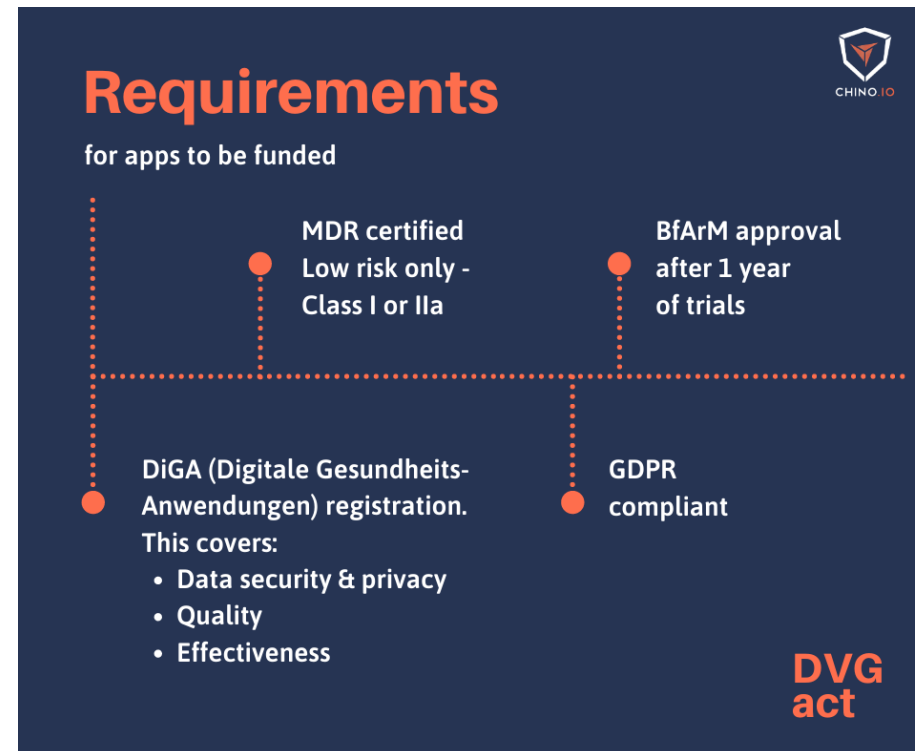 CHINO.IO
Requirements
for apps to be funded
MDR certified
Low risk only -
Class I or IIa
BfArM approval
after 1 year
of trials
DiGA (Digitale Gesundheits-
Anwendungen) registration.
This covers:
• Data security & privacy
• Quality
• Effectiveness
GDPR
compliant
DVG
act